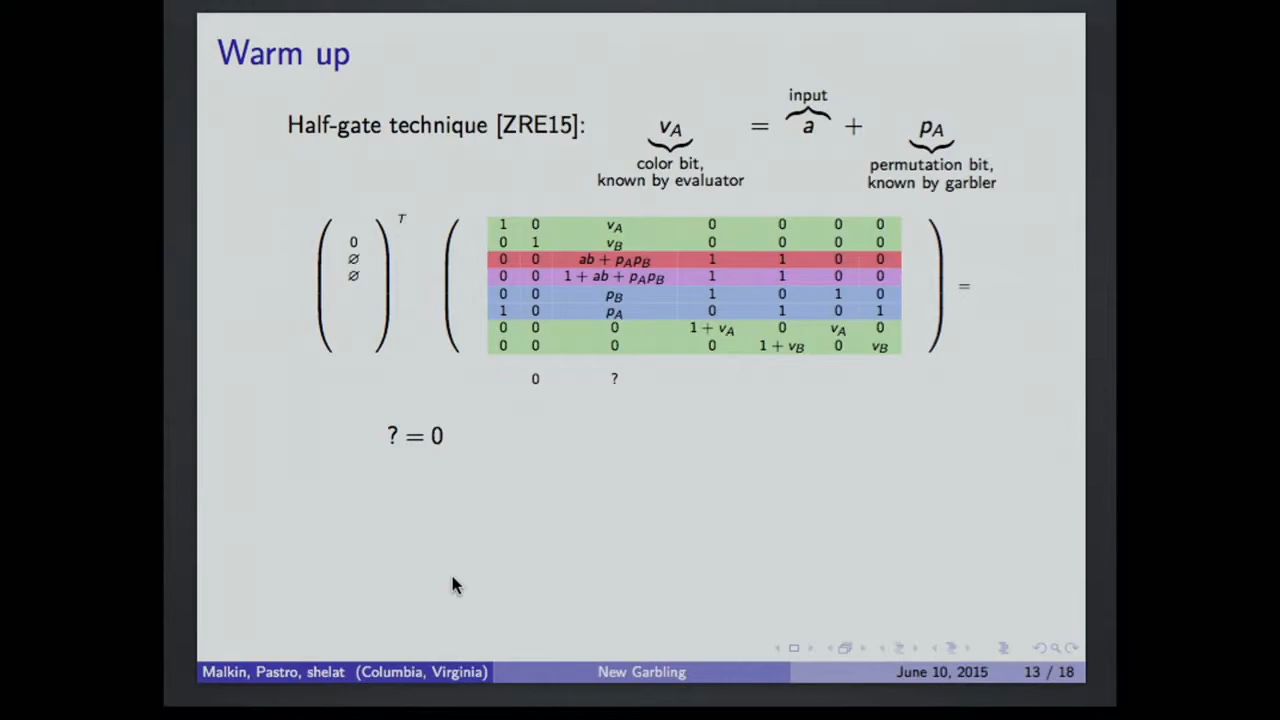 Warm up
input
Half-gate technique [ZRE15]: v_A = a + p_A
color bit, known by evaluator
permutation bit, known by garbler
T
1 0 v_A 0 0 0 0
0 0 1 v_B 0 0 0 0
∅ 0 0 ab + p_Ap_B 1 1 0 0
∅ 0 0 1 + ab + p_Ap_B 1 1 0 0
0 0 p_B 1 0 1 0 =
1 0 p_A 0 1 0 1
0 0 0 1 + v_A 0 v_A 0
0 0 0 0 1 + v_B 0 v_B
0 ?
? = 0
Malkin, Pastro, shelat (Columbia, Virginia) New Garbling June 10, 2015 13 / 18